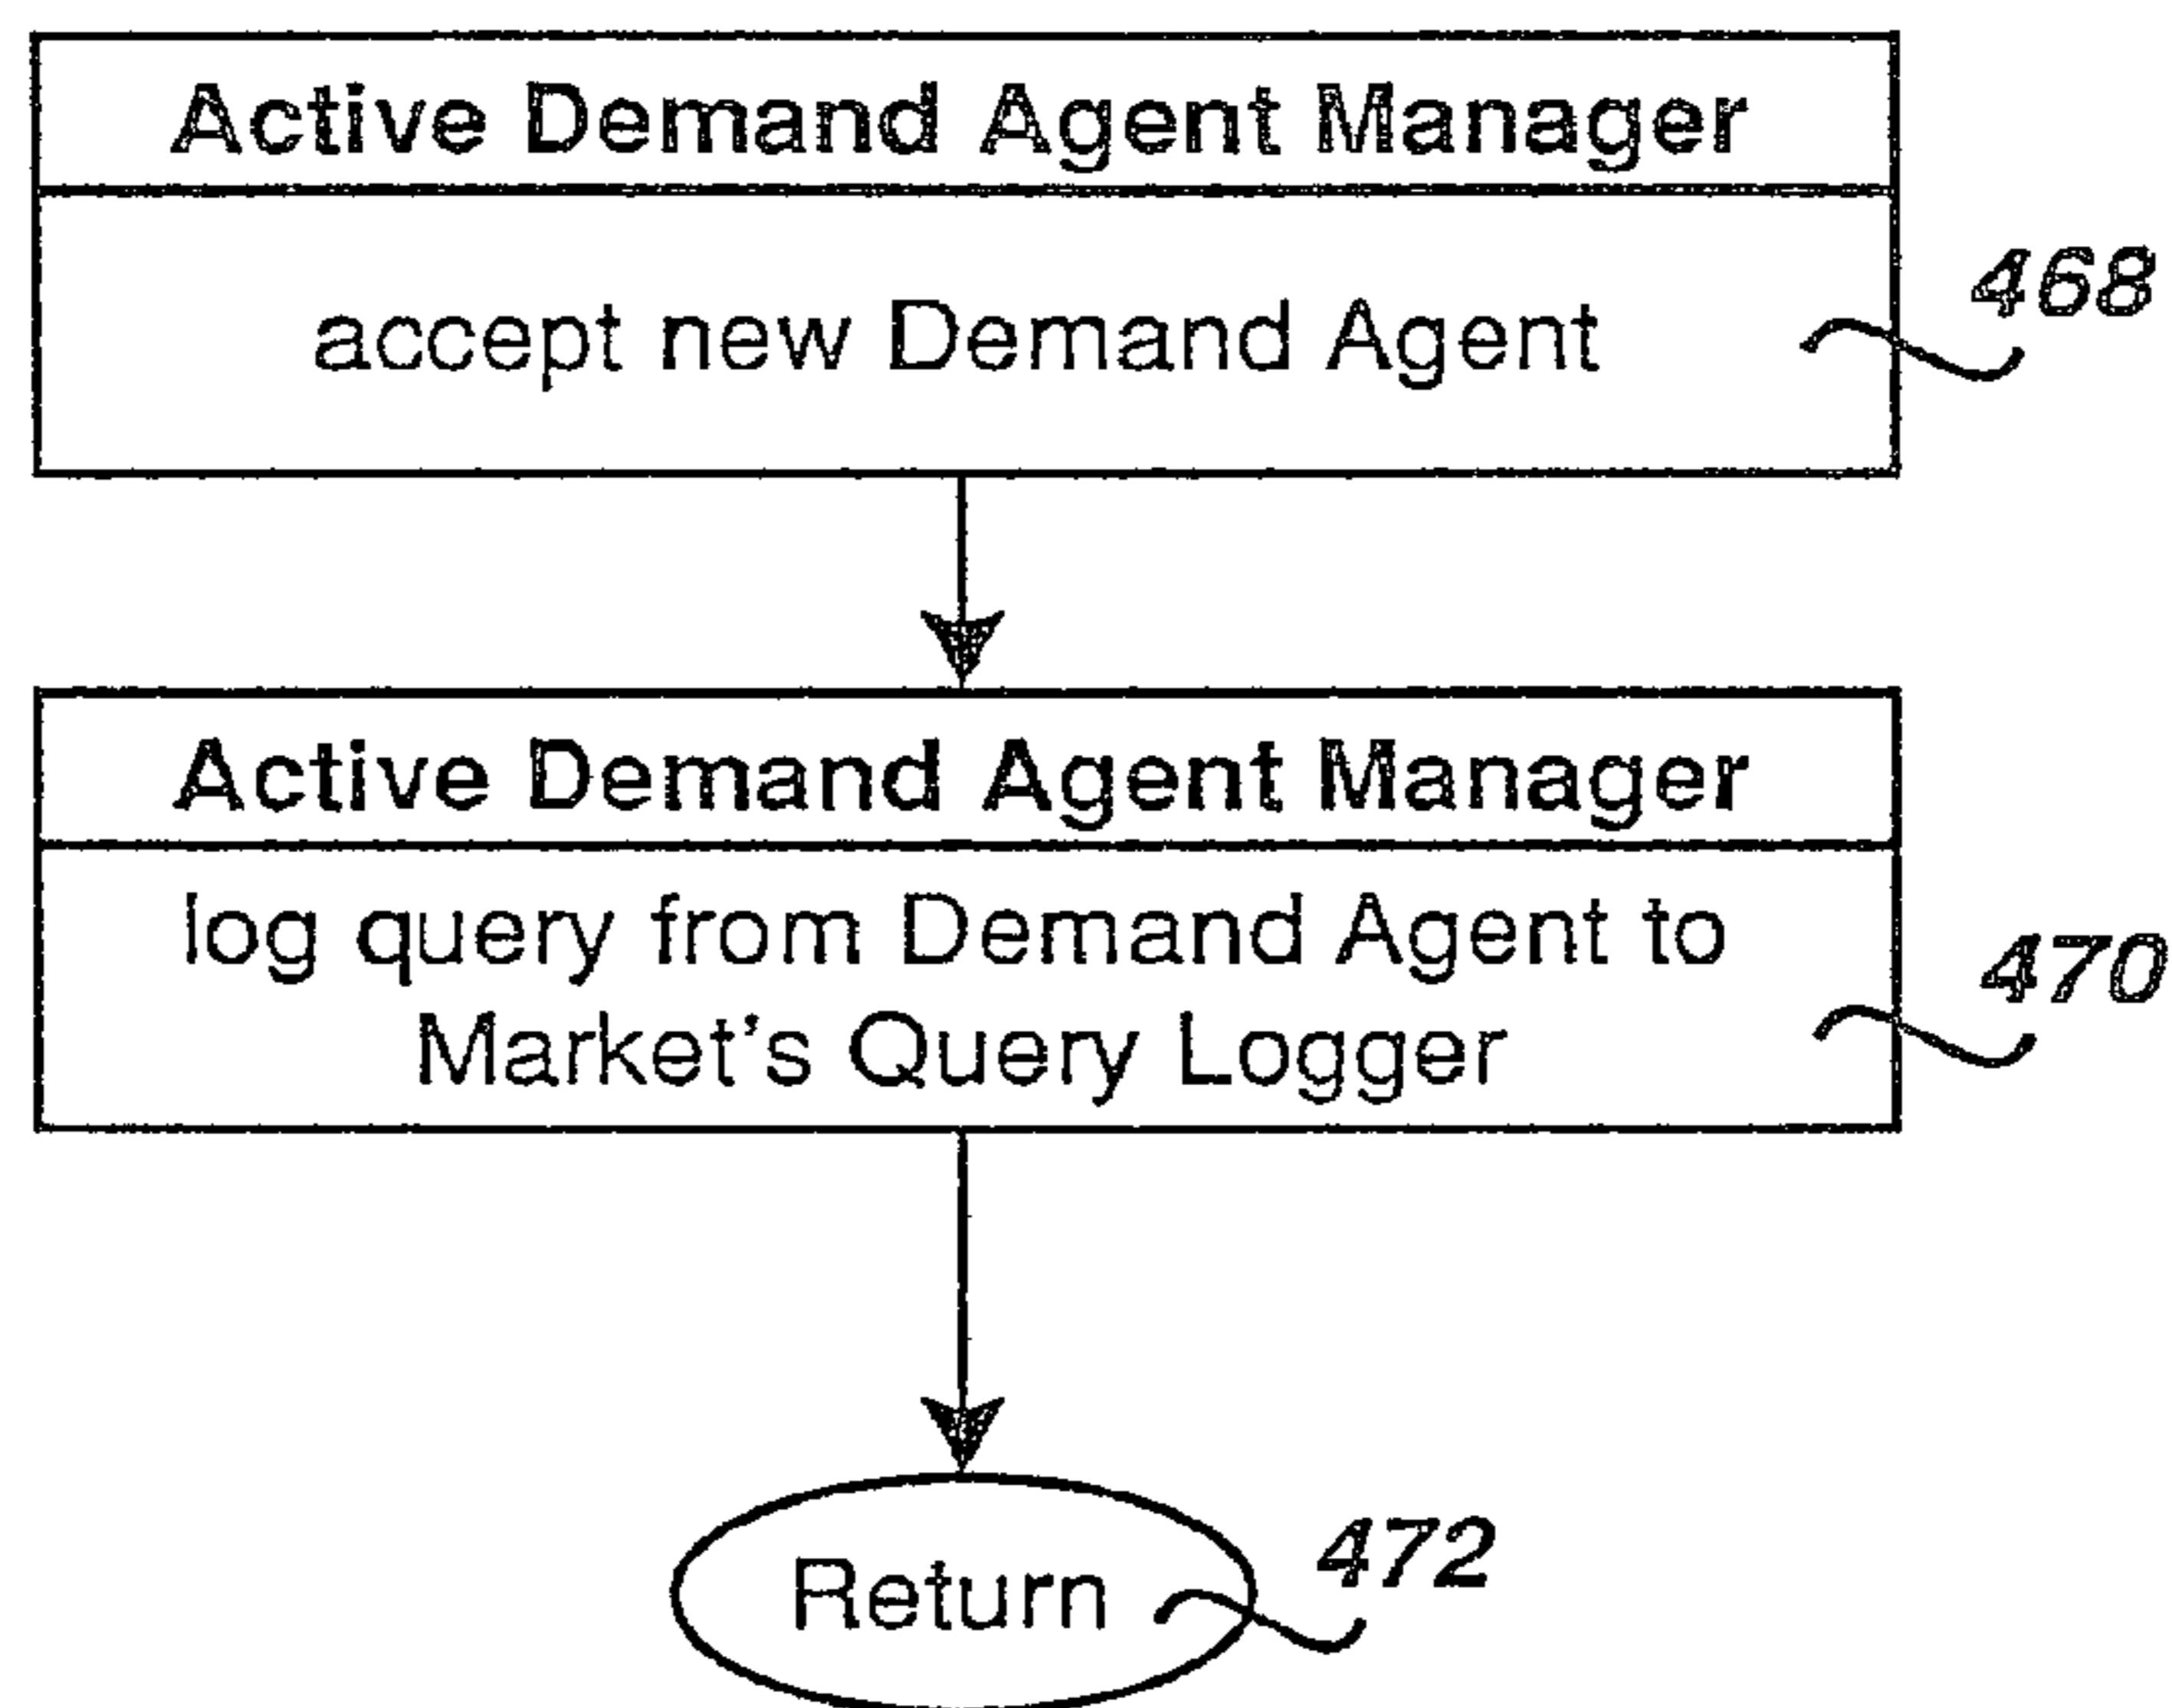 Active Demand Agent Manager
accept new Demand Agent
468
Active Demand Agent Manager
log query from Demand Agent to
Market's Query Logger
470
Return
472